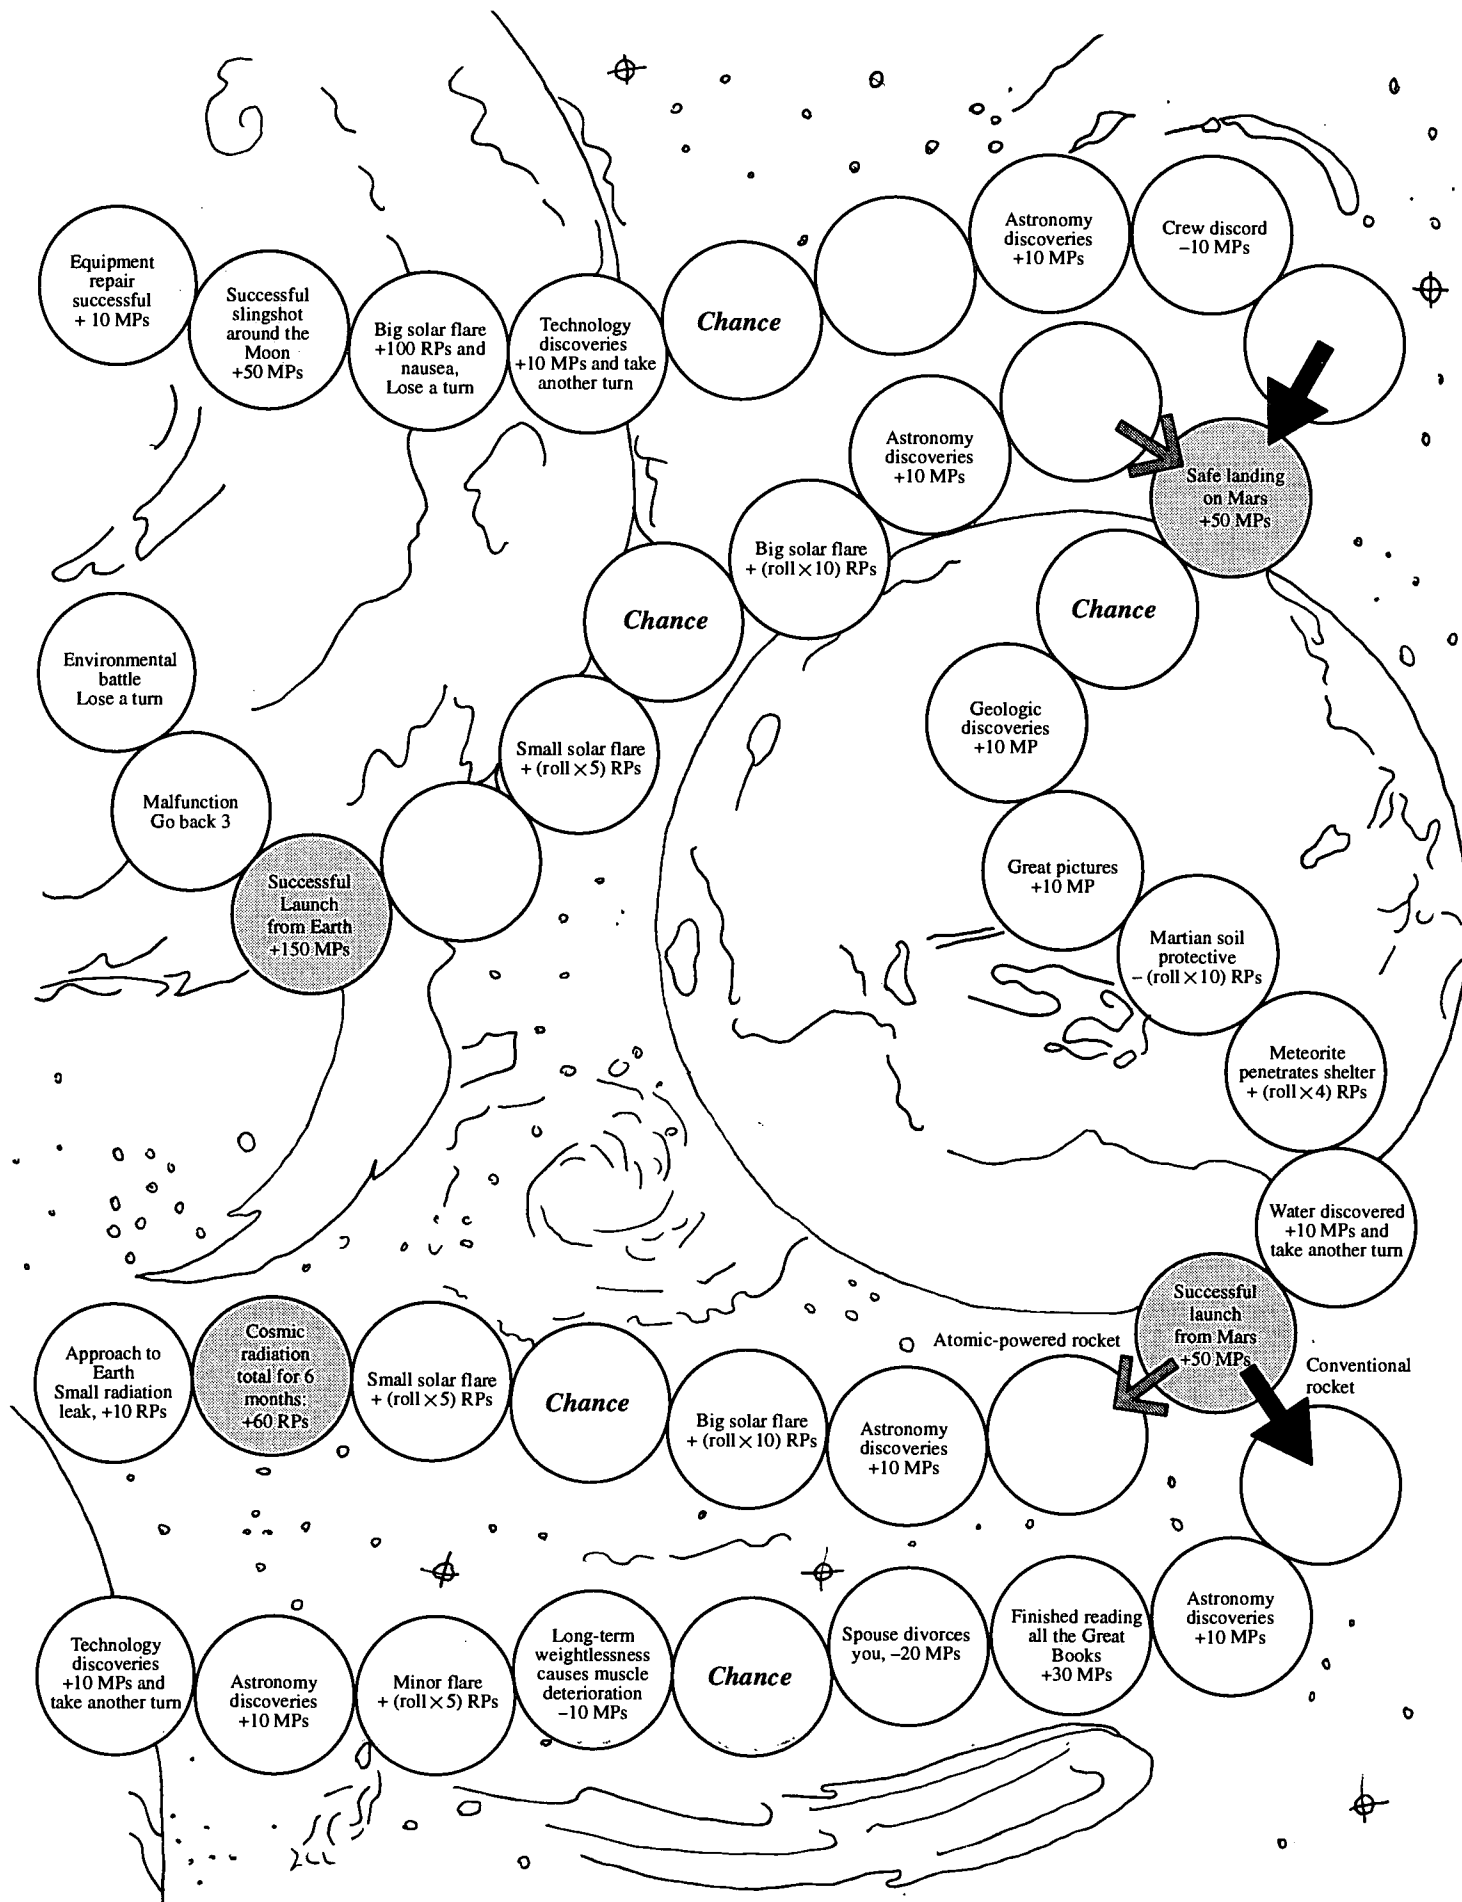 Equipment
repair
successful
+ 10 MPs
Successful
slingshot
around the
Moon
+50 MPs
Big solar flare
+100 RPs and
nausea,
Lose a turn
Technology
discoveries
+10 MPs and take
another turn
Chance
Astronomy
discoveries
+10 MPs
Crew discord
–10 MPs
Safe landing
on Mars
+50 MPs
Astronomy
discoveries
+10 MPs
Big solar flare
+ (roll × 10) RPs
Chance
Small solar flare
+ (roll × 5) RPs
Environmental
battle
Lose a turn
Malfunction
Go back 3
Successful
Launch
from Earth
+150 MPs
Chance
Geologic
discoveries
+10 MP
Great pictures
+10 MP
Martian soil
protective
– (roll × 10) RPs
Meteorite
penetrates shelter
+ (roll × 4) RPs
Water discovered
+10 MPs and
take another turn
Successful
launch
from Mars
+50 MPs
Atomic-powered rocket
Conventional
rocket
Approach to
Earth
Small radiation
leak, +10 RPs
Cosmic
radiation
total for 6
months:
+60 RPs
Small solar flare
+ (roll × 5) RPs
Chance
Big solar flare
+ (roll × 10) RPs
Astronomy
discoveries
+10 MPs
Technology
discoveries
+10 MPs and
take another turn
Astronomy
discoveries
+10 MPs
Minor flare
+ (roll × 5) RPs
Long-term
weightlessness
causes muscle
deterioration
–10 MPs
Chance
Spouse divorces
you, –20 MPs
Finished reading
all the Great
Books
+30 MPs
Astronomy
discoveries
+10 MPs